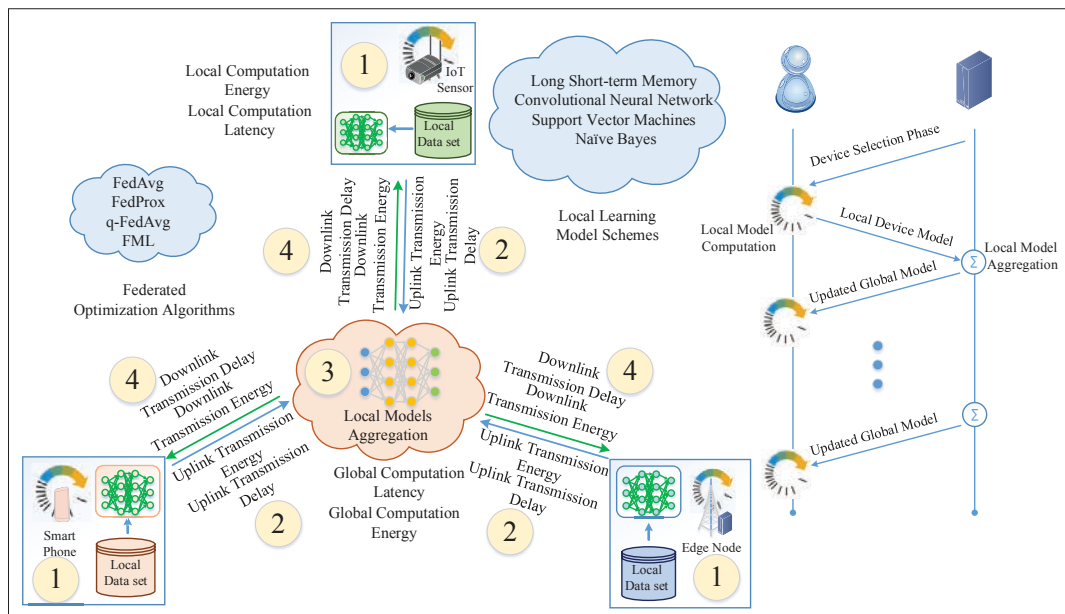 1
IoT
Sensor
Local
Data set
Local Computation
Energy
Local Computation
Latency
Long Short-term Memory
Convolutional Neural Network
Support Vector Machines
Naïve Bayes
Local Learning
Model Schemes
FedAvg
FedProx
q-FedAvg
FML
Federated
Optimization Algorithms
4
Downlink
Transmission Delay
Downlink
Transmission Energy
Uplink Transmission
Energy
Uplink Transmission
Delay
2
3
Local Models
Aggregation
Global Computation
Latency
Global Computation
Energy
4
Downlink
Transmission Delay
Downlink
Transmission Energy
Uplink Transmission
Energy
Uplink Transmission
Delay
2
Downlink
Transmission Delay
Downlink
Transmission Energy
4
Uplink Transmission
Energy
Uplink Transmission
Delay
2
Smart
Phone
1
Local
Data set
Local
Data set
Edge Node
1
Device Selection Phase
Local Model
Computation
Local Device Model
Σ
Local Model
Aggregation
Updated Global Model
Σ
Updated Global Model